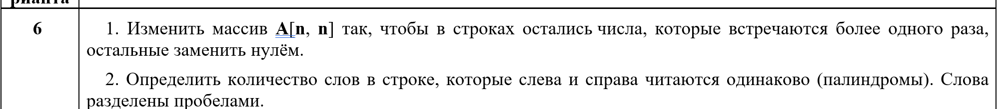 рианта
6
1. Изменить массив A[n, n] так, чтобы в строках остались числа, которые встречаются более одного раза,
остальные заменить нулём.
2. Определить количество слов в строке, которые слева и справа читаются одинаково (палиндромы). Слова
разделены пробелами.